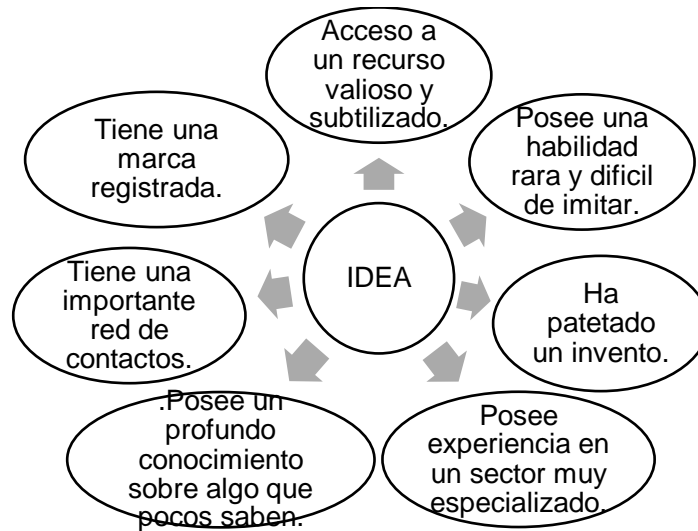 Acceso a
un recurso
valioso y
subtilizado.
Posee una
habilidad
rara y dificil
de imitar.
Ha
patetado
un invento.
Posee
experiencia en
un sector muy
especializado.
.Posee un
profundo
conocimiento
sobre algo que
pocos saben.
Tiene una
importante
red de
contactos.
Tiene una
marca
registrada.
IDEA